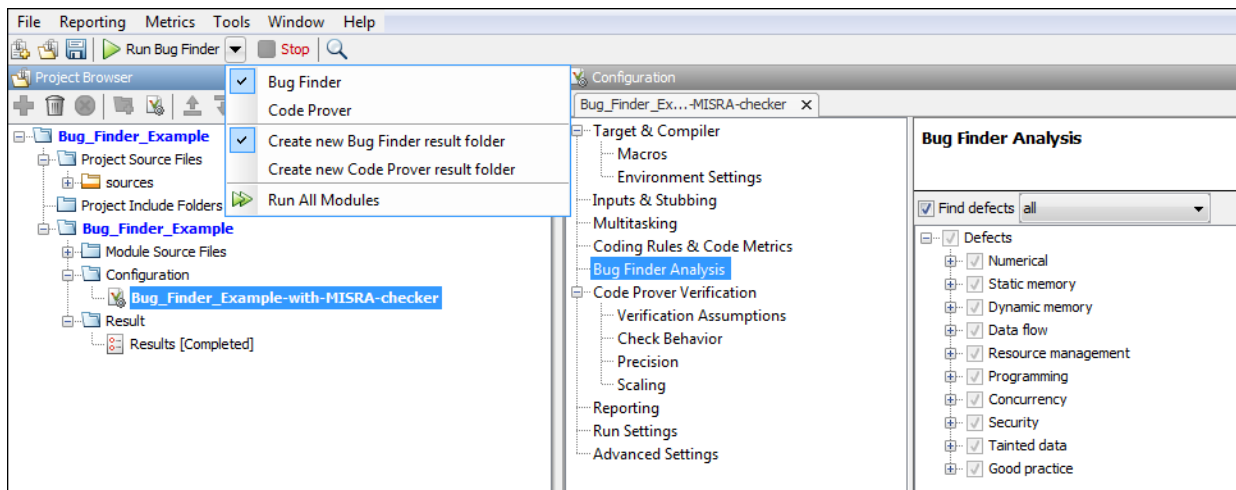 File Reporting Metrics Tools Window Help
Run Bug Finder Stop
Project Browser
Bug_Finder_Example
Project Source Files
sources
Project Include Folders
Bug_Finder_Example
Module Source Files
Configuration
Bug_Finder_Example-with-MISRA-checker
Result
Results [Completed]
Bug Finder
Code Prover
Create new Bug Finder result folder
Create new Code Prover result folder
Run All Modules
Configuration
Bug_Finder_Ex...-MISRA-checker X
Target & Compiler
Macros
Environment Settings
Inputs & Stubbing
Multitasking
Coding Rules & Code Metrics
Bug Finder Analysis
Code Prover Verification
Verification Assumptions
Check Behavior
Precision
Scaling
Reporting
Run Settings
Advanced Settings
Bug Finder Analysis
Find defects all
Defects
Numerical
Static memory
Dynamic memory
Data flow
Resource management
Programming
Concurrency
Security
Tainted data
Good practice